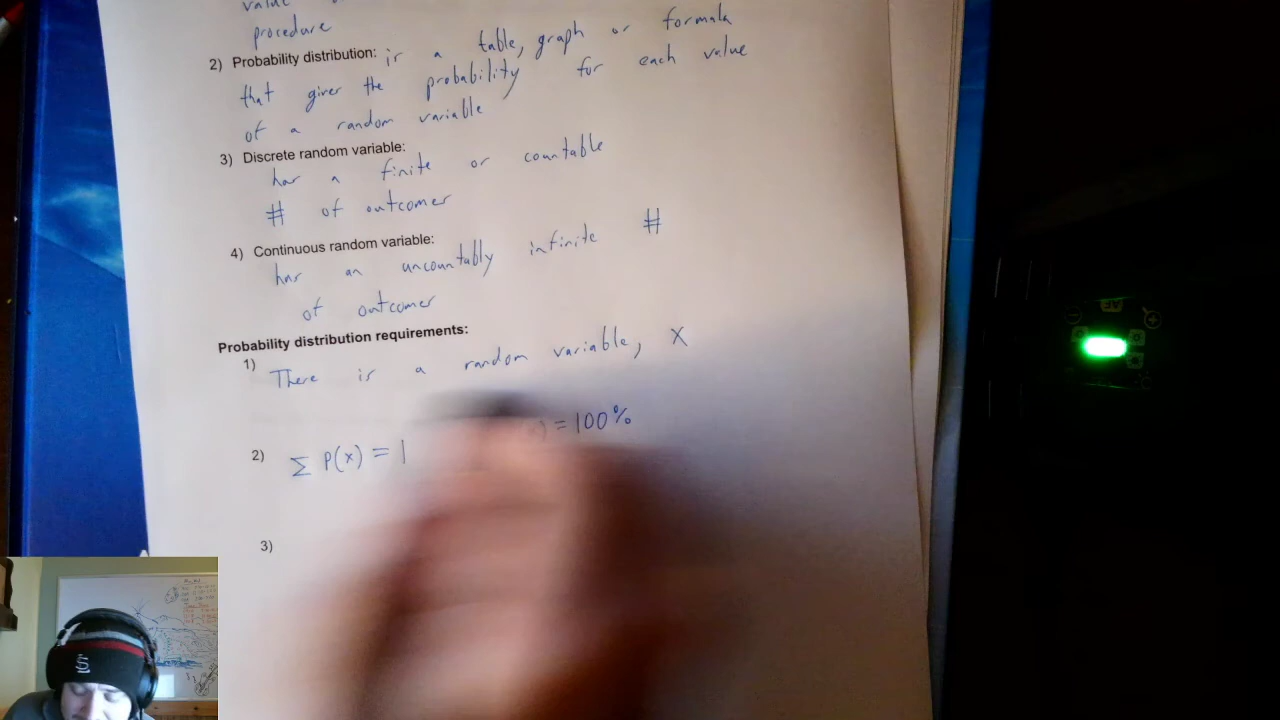 procedure
2) Probability distribution: is a table, graph or formula
that gives the probability for each value
of a random variable
3) Discrete random variable:
has a finite or countable
# of outcomes
4) Continuous random variable:
has an uncountably infinite #
of outcomes
Probability distribution requirements:
1) There is a random variable, X
2) Σ P(x) = 1 (x) = 100%
3)